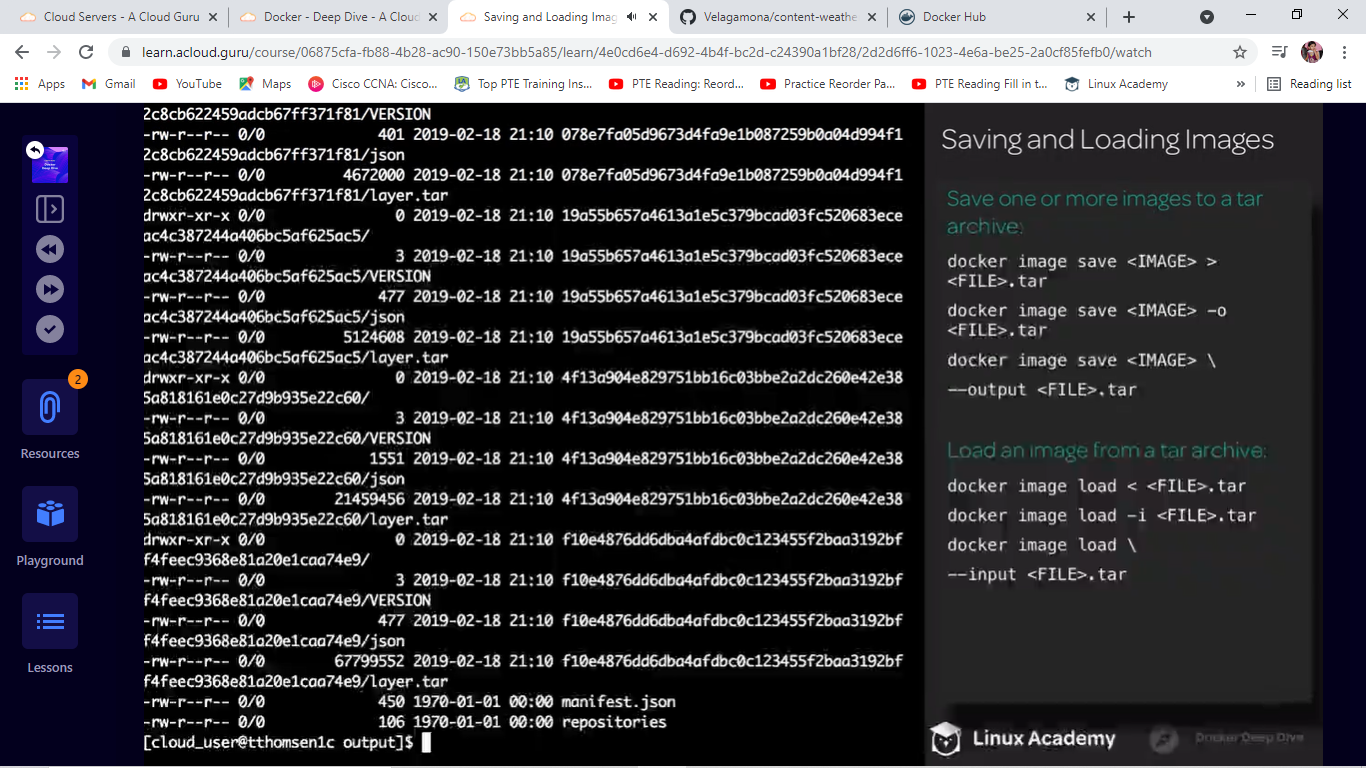 Cloud Servers - A Cloud Guru
Docker - Deep Dive - A Cloud
Saving and Loading Imag
Velagamona/content-weathe
Docker Hub
learn.acloud.guru/course/06875cfa-fb88-4b28-ac90-150e73bb5a85/learn/4e0cd6e4-d692-4b4f-bc2d-c24390a1bf28/2d2d6ff6-1023-4e6a-be25-2a0cf85fefb0/watch
Apps
Gmail
YouTube
Maps
Cisco CCNA: Cisco...
Top PTE Training Ins...
PTE Reading: Reord...
Practice Reorder Pa...
PTE Reading Fill in t...
Linux Academy
»
Reading list
2
Resources
Playground
Lessons
2c8cb622459adcb67ff371f81/VERSION
-rw-r--r-- 0/0 401 2019-02-18 21:10 078e7fa05d9673d4fa9e1b087259b0a04d994f1
2c8cb622459adcb67ff371f81/json
-rw-r--r-- 0/0 4672000 2019-02-18 21:10 078e7fa05d9673d4fa9e1b087259b0a04d994f1
2c8cb622459adcb67ff371f81/layer.tar
drwxr-xr-x 0/0 0 2019-02-18 21:10 19a55b657a4613a1e5c379bcad03fc520683ece
ac4c387244a406bc5af625ac5/
-rw-r--r-- 0/0 3 2019-02-18 21:10 19a55b657a4613a1e5c379bcad03fc520683ece
ac4c387244a406bc5af625ac5/VERSION
-rw-r--r-- 0/0 477 2019-02-18 21:10 19a55b657a4613a1e5c379bcad03fc520683ece
ac4c387244a406bc5af625ac5/json
-rw-r--r-- 0/0 5124608 2019-02-18 21:10 19a55b657a4613a1e5c379bcad03fc520683ece
ac4c387244a406bc5af625ac5/layer.tar
drwxr-xr-x 0/0 0 2019-02-18 21:10 4f13a904e829751bb16c03bbe2a2dc260e42e38
5a818161e0c27d9b935e22c60/
-rw-r--r-- 0/0 3 2019-02-18 21:10 4f13a904e829751bb16c03bbe2a2dc260e42e38
5a818161e0c27d9b935e22c60/VERSION
-rw-r--r-- 0/0 1551 2019-02-18 21:10 4f13a904e829751bb16c03bbe2a2dc260e42e38
5a818161e0c27d9b935e22c60/json
-rw-r--r-- 0/0 21459456 2019-02-18 21:10 4f13a904e829751bb16c03bbe2a2dc260e42e38
5a818161e0c27d9b935e22c60/layer.tar
drwxr-xr-x 0/0 0 2019-02-18 21:10 f10e4876dd6dba4afdbc0c123455f2baa3192bf
f4feec9368e81a20e1caa74e9/
-rw-r--r-- 0/0 3 2019-02-18 21:10 f10e4876dd6dba4afdbc0c123455f2baa3192bf
f4feec9368e81a20e1caa74e9/VERSION
-rw-r--r-- 0/0 477 2019-02-18 21:10 f10e4876dd6dba4afdbc0c123455f2baa3192bf
f4feec9368e81a20e1caa74e9/json
-rw-r--r-- 0/0 67799552 2019-02-18 21:10 f10e4876dd6dba4afdbc0c123455f2baa3192bf
f4feec9368e81a20e1caa74e9/layer.tar
-rw-r--r-- 0/0 450 1970-01-01 00:00 manifest.json
-rw-r--r-- 0/0 106 1970-01-01 00:00 repositories
[cloud_user@tthomsen1c output]$
Saving and Loading Images
Save one or more images to a tar
archive:
docker image save <IMAGE> >
<FILE>.tar
docker image save <IMAGE> -o
<FILE>.tar
docker image save <IMAGE> \
--output <FILE>.tar
Load an image from a tar archive:
docker image load < <FILE>.tar
docker image load -i <FILE>.tar
docker image load \
--input <FILE>.tar
Linux Academy
Docker Deep Dive